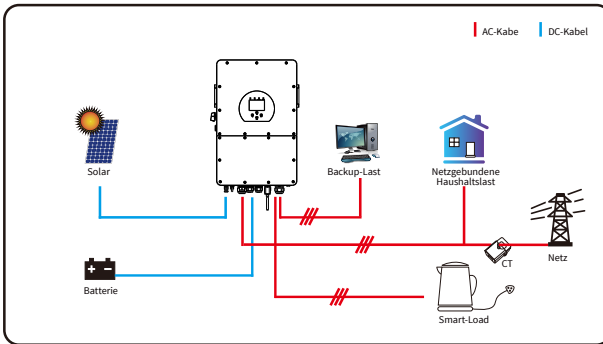 AC-Kabe
DC-Kabel
Solar
Backup-Last
Netzgebundene
Haushaltslast
Netz
CT
Batterie
Smart-Load